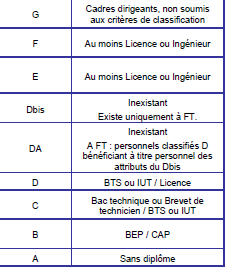 G
Cadres dirigeants, non soumis
aux critères de classification
F
Au moins Licence ou Ingénieur
E
Au moins Licence ou Ingénieur
Dbis
Inexistant
Existe uniquement à FT.
DA
Inexistant
A FT : personnels classifiés D
bénéficiant à titre personnel des
attributs du Dbis
D
BTS ou IUT / Licence
C
Bac technique ou Brevet de
technicien / BTS ou IUT
B
BEP / CAP
A
Sans diplôme